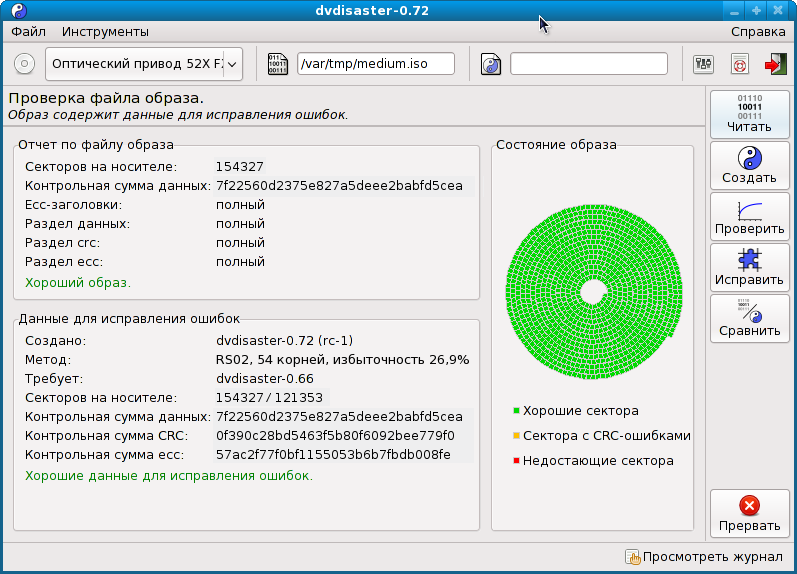 dvdisaster-0.72
Файл Инструменты Справка
Оптический привод 52X F
/var/tmp/medium.iso
Проверка файла образа.
Образ содержит данные для исправления ошибок.
Отчет по файлу образа
Секторов на носителе: 154327
Контрольная сумма данных: 7f22560d2375e827a5deee2babfd5cea
Ecc-заголовки: полный
Раздел данных: полный
Раздел crc: полный
Раздел ecc: полный
Хороший образ.
Данные для исправления ошибок
Создано: dvdisaster-0.72 (rc-1)
Метод: RS02, 54 корней, избыточность 26,9%
Требует: dvdisaster-0.66
Секторов на носителе: 154327 / 121353
Контрольная сумма данных: 7f22560d2375e827a5deee2babfd5cea
Контрольная сумма CRC: 0f390c28bd5463f5b80f6092bee779f0
Контрольная сумма ecc: 57ac2f77f0bf1155053b6b7fbdb008fe
Хорошие данные для исправления ошибок.
Состояние образа
Хорошие сектора
Сектора с CRC-ошибками
Недостающие сектора
01110
10011
00111
Читать
Создать
Проверить
Исправить
Сравнить
Прервать
Просмотреть журнал